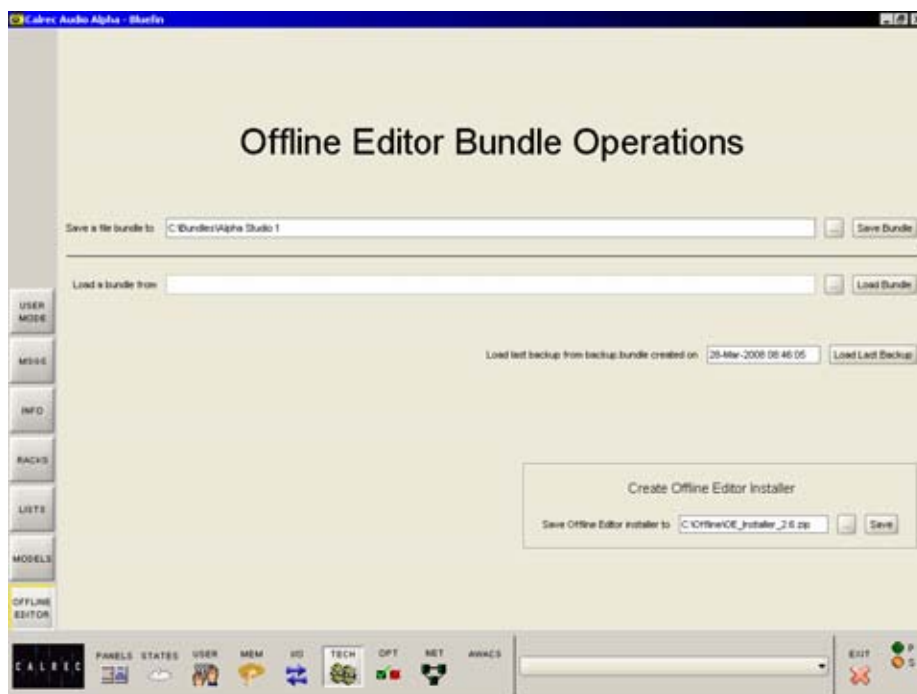 Calrec Audio Alpha - Bluefin
Offline Editor Bundle Operations
Save a file bundle to C:\Bundles\Alpha Studio 1 ... Save Bundle
Load a bundle from ... Load Bundle
Load last backup from backup.bundle created on 28-Mar-2008 08:46:05 Load Last Backup
Create Offline Editor Installer
Save Offline Editor installer to C:\Offline\OE_Installer_2.6.zip ... Save
USER
MODE
MSGS
INFO
RACKS
LISTS
MODELS
OFFLINE
EDITOR
CALREC
PANELS STATES USER MEM I/O TECH OPT NET AWACS EXIT P
S